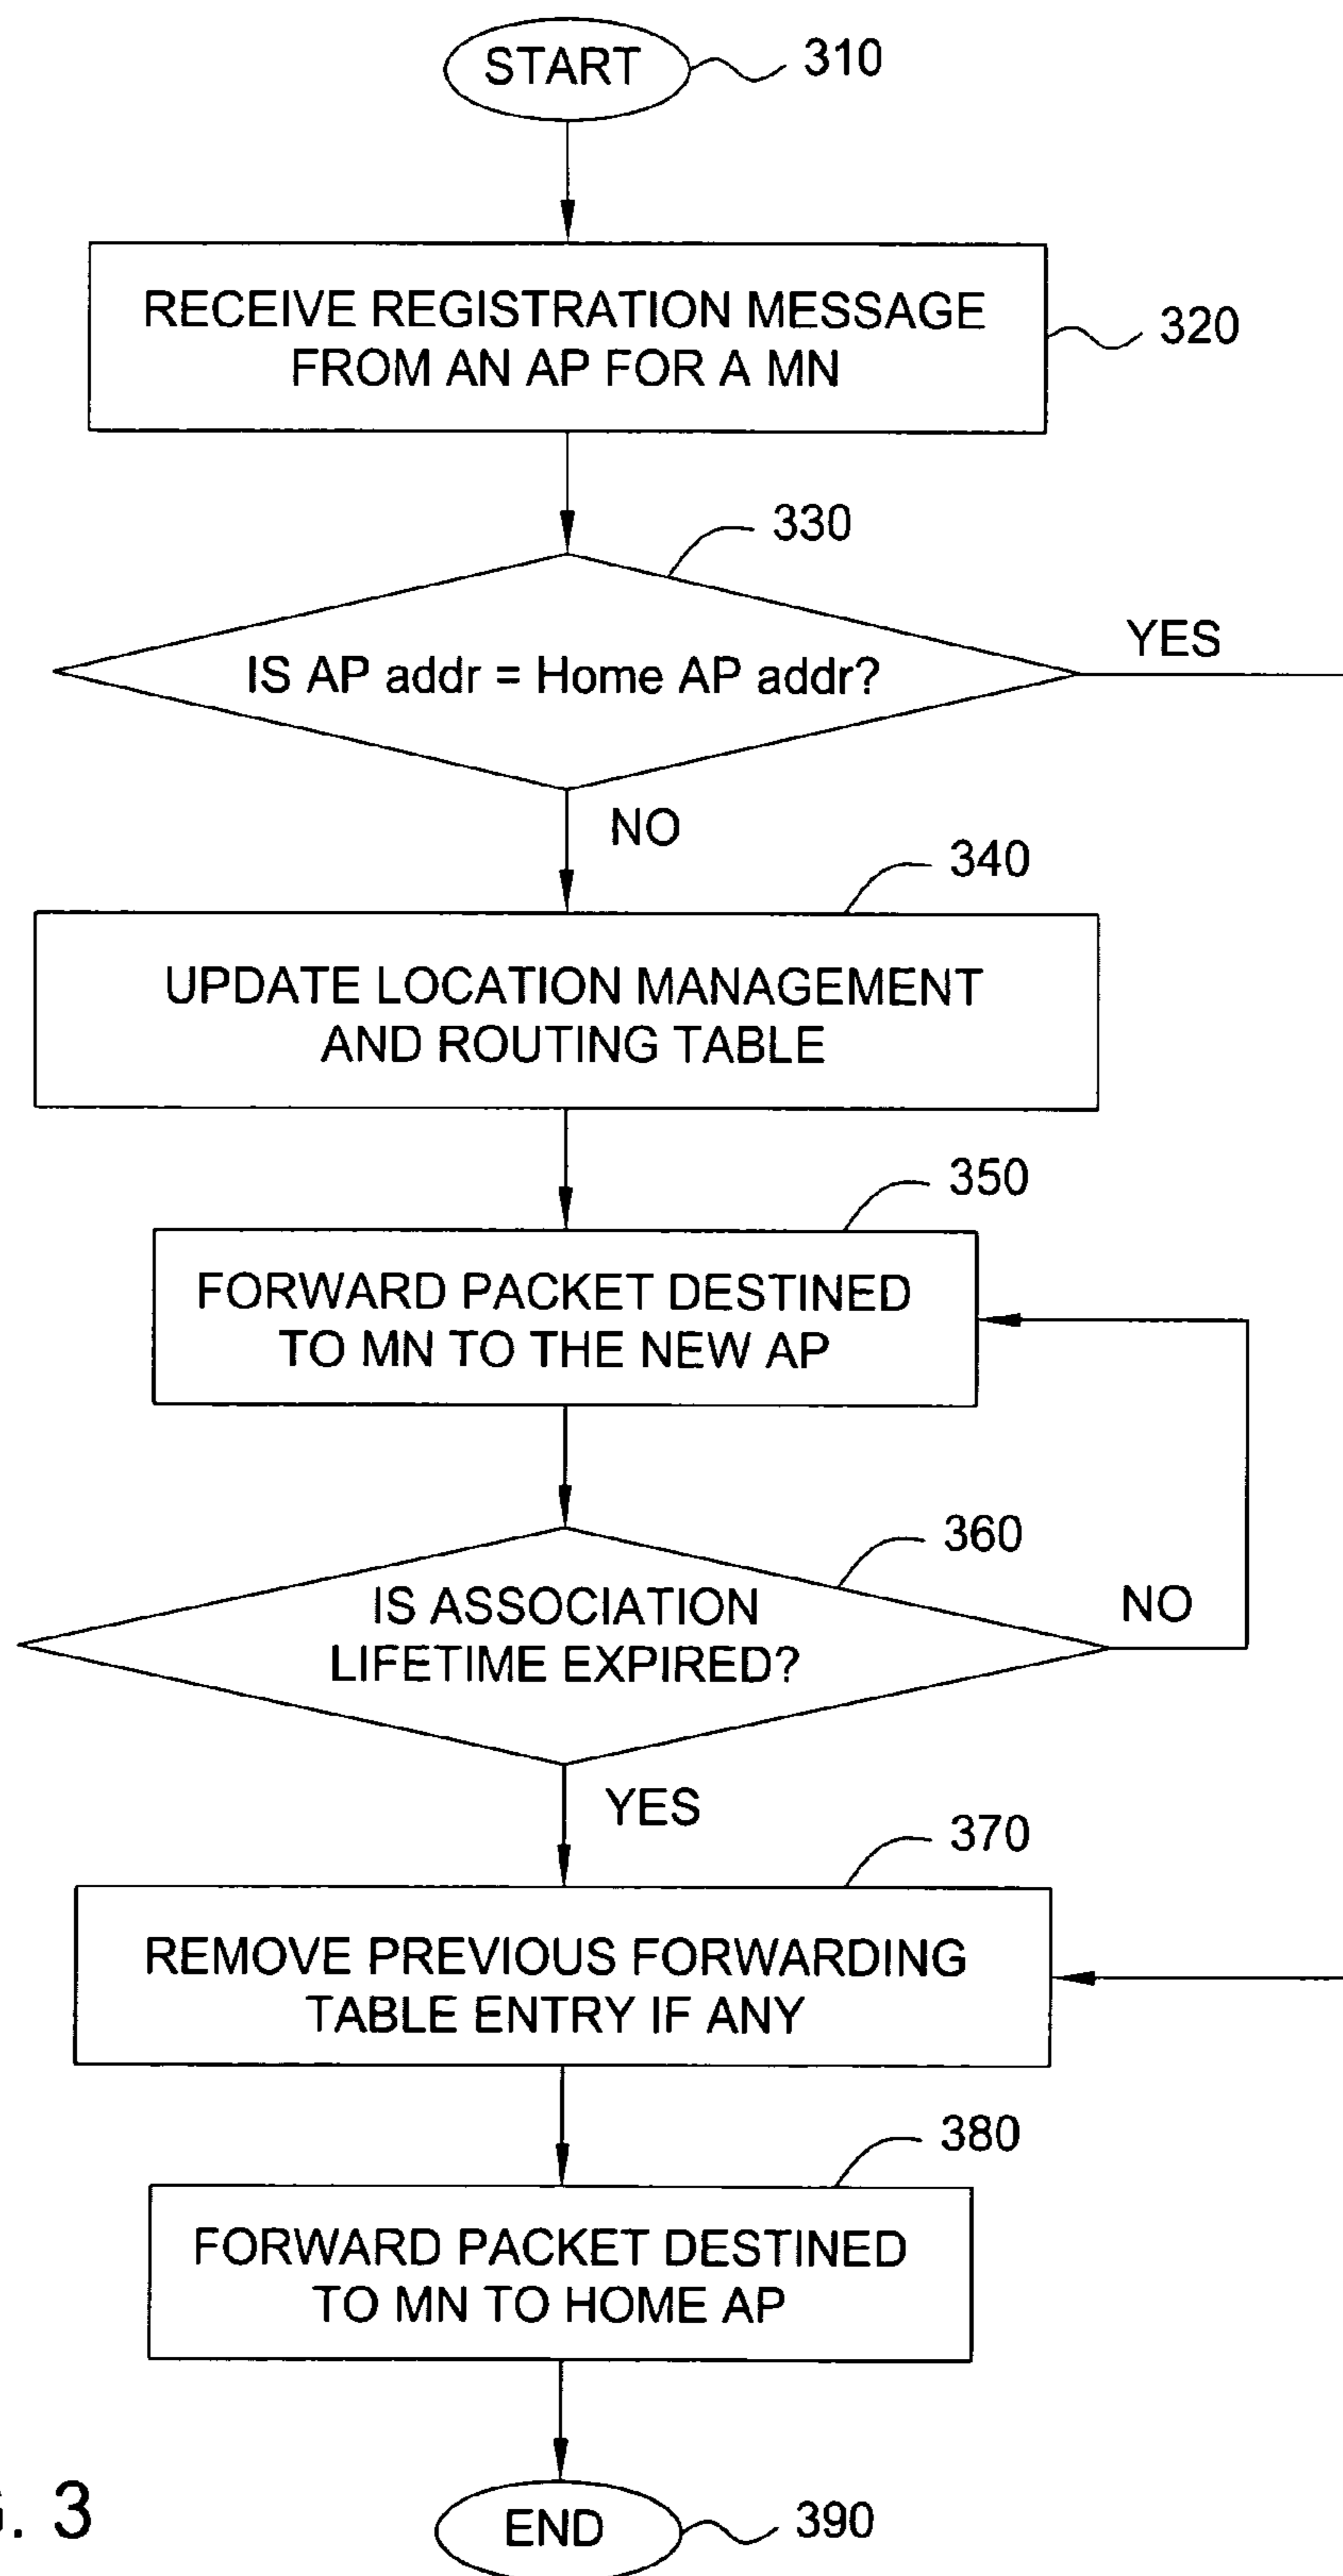 START
310
RECEIVE REGISTRATION MESSAGE
FROM AN AP FOR A MN
320
330
IS AP addr = Home AP addr?
YES
NO
340
UPDATE LOCATION MANAGEMENT
AND ROUTING TABLE
350
FORWARD PACKET DESTINED
TO MN TO THE NEW AP
360
IS ASSOCIATION
LIFETIME EXPIRED?
NO
YES
370
REMOVE PREVIOUS FORWARDING
TABLE ENTRY IF ANY
380
FORWARD PACKET DESTINED
TO MN TO HOME AP
END
390
G. 3